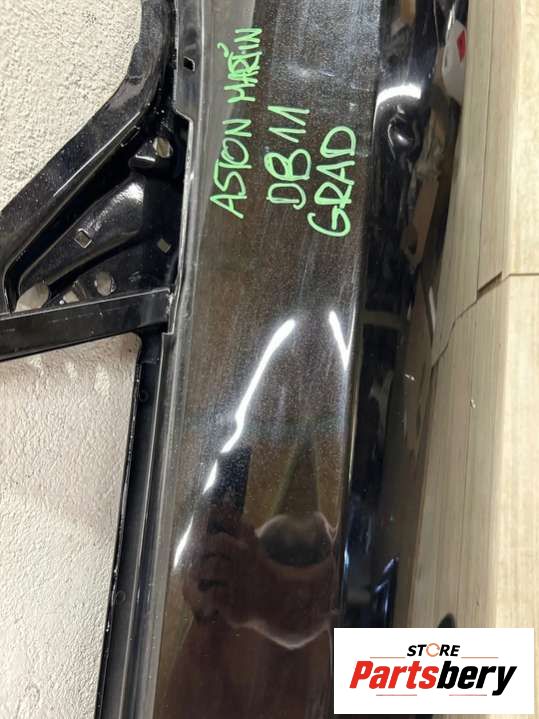 ASTON MARTIN
DB11
GRAD
STORE
Partsbery